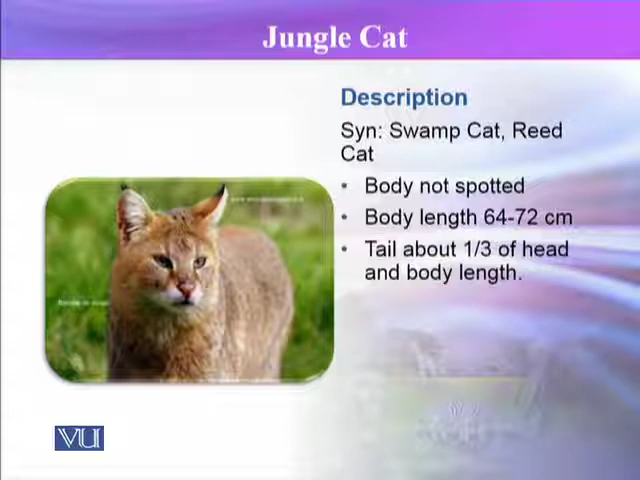 Jungle Cat
Description
Syn: Swamp Cat, Reed
Cat
• Body not spotted
• Body length 64-72 cm
• Tail about 1/3 of head
and body length.
VU